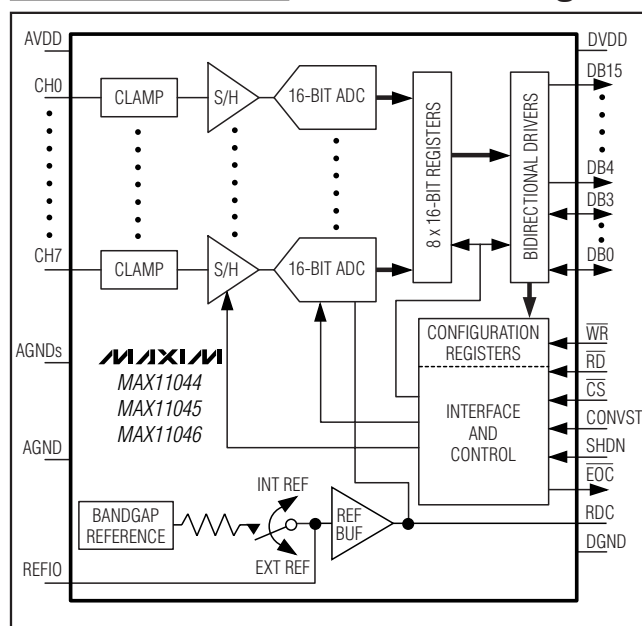 AVDD
DVDD
CH0
CLAMP
S/H
16-BIT ADC
8 x 16-BIT REGISTERS
BIDIRECTIONAL DRIVERS
DB15
DB4
DB3
DB0
CH7
CLAMP
S/H
16-BIT ADC
AGNDs
MAXIM
MAX11044
MAX11045
MAX11046
CONFIGURATION
REGISTERS
INTERFACE
AND
CONTROL
WR
RD
CS
CONVST
SHDN
EOC
AGND
BANDGAP
REFERENCE
INT REF
EXT REF
REF
BUF
RDC
DGND
REFIO